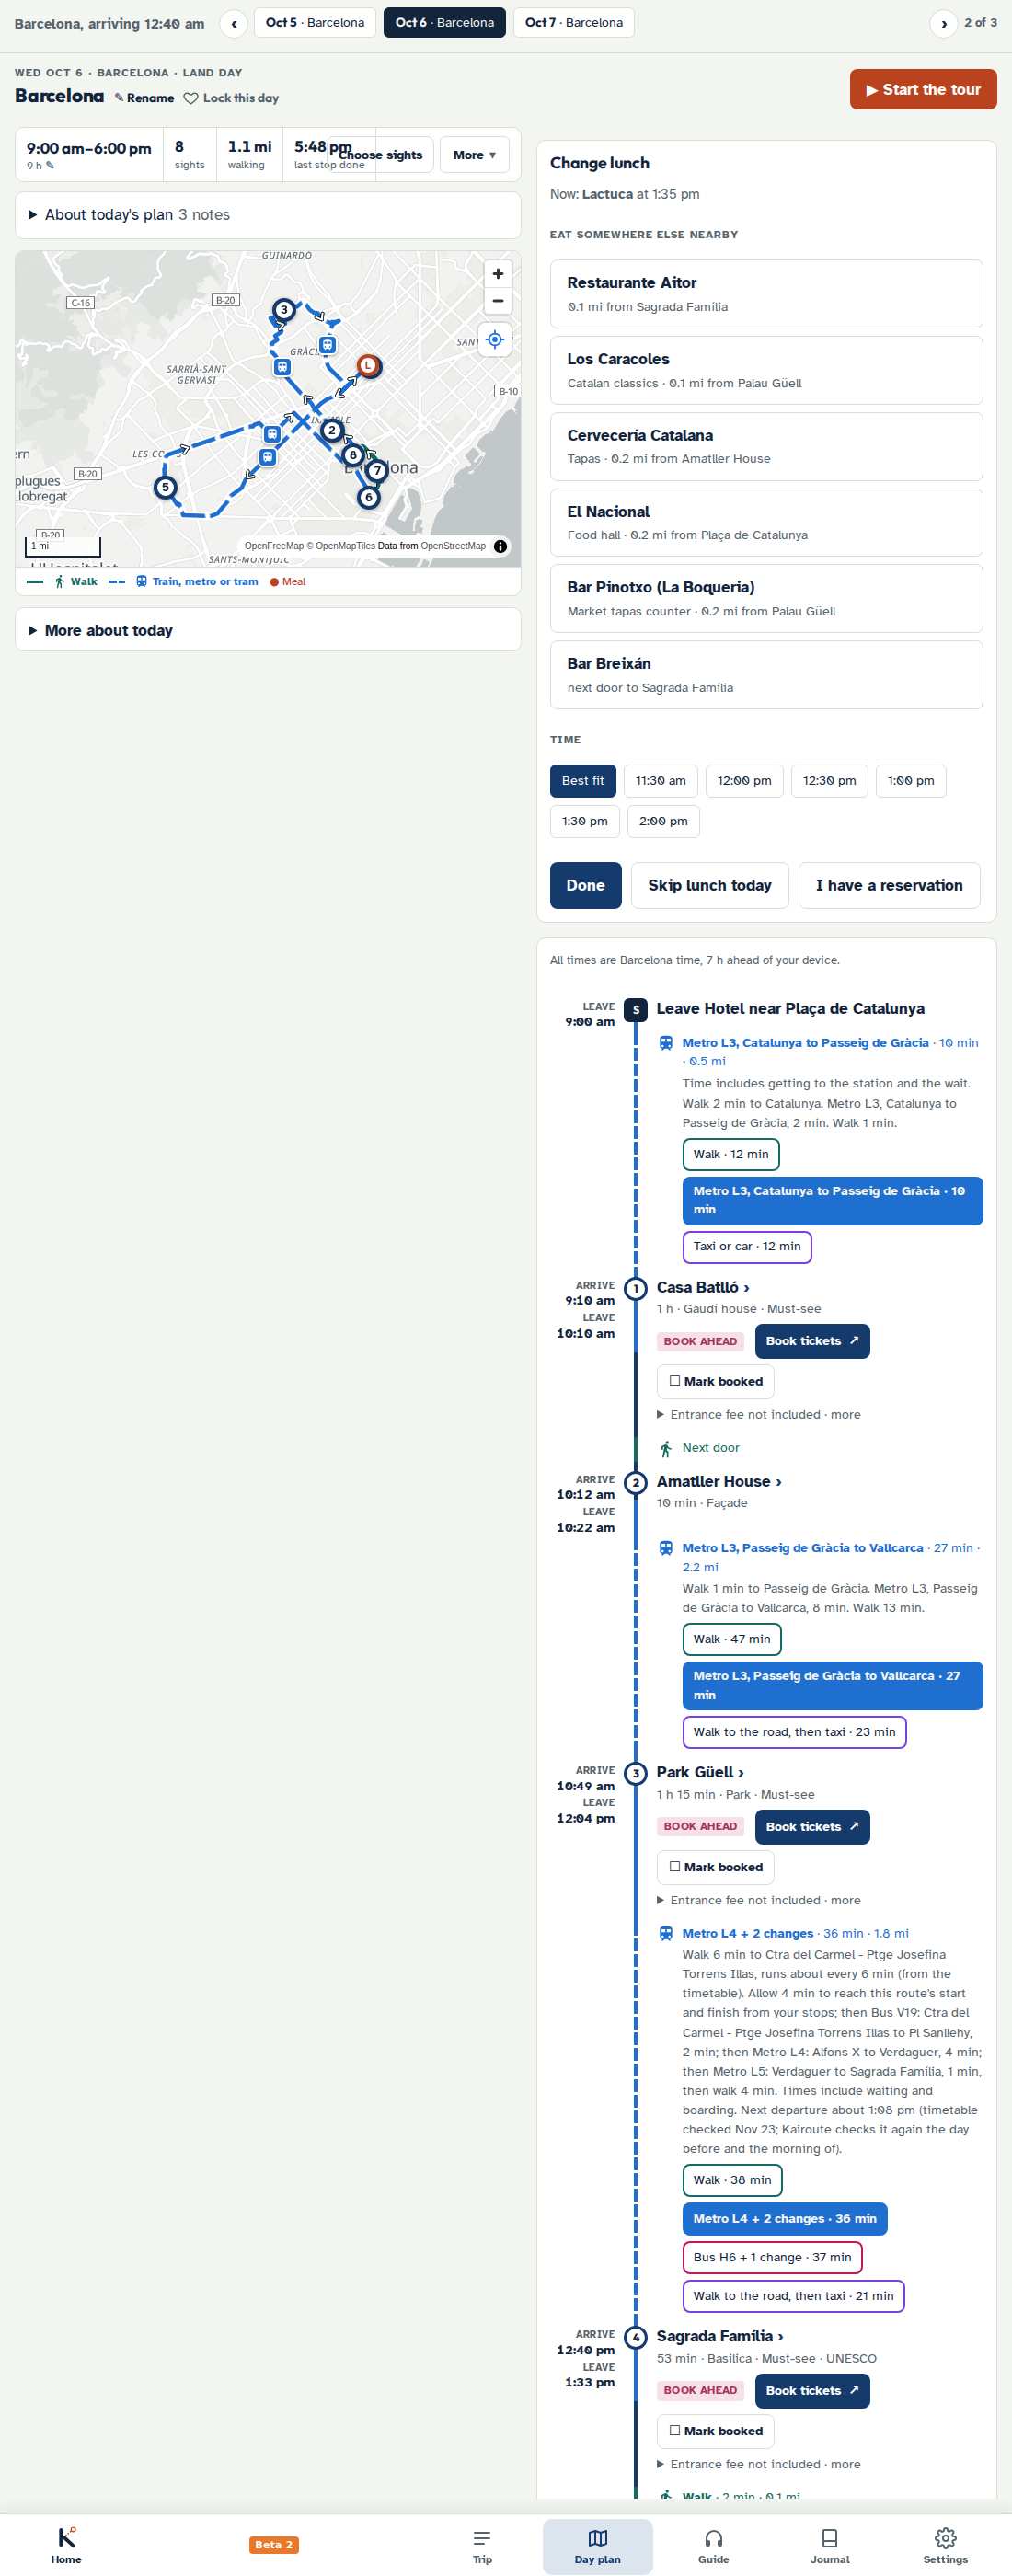 Barcelona, arriving 12:40 am
‹
Oct 5 · Barcelona
Oct 6 · Barcelona
Oct 7 · Barcelona
›
2 of 3
WED OCT 6 · BARCELONA · LAND DAY
Barcelona ✎ Rename ♡ Lock this day
▶ Start the tour
9:00 am–6:00 pm
9 h ✎
8
sights
1.1 mi
walking
5:48 pm
last stop done
Choose sights
More ▾
▶ About today's plan 3 notes
GUINARDÓ
C-16
B-20
3
SARRIÀ-SANT
GERVASI
L
B-10
2
LES CO
8
7
6
5
B-20
plugues
Llobregat
B-20
1 mi
SANTS-MONTJUÏC
+
−
OpenFreeMap © OpenMapTiles Data from OpenStreetMap
Walk
Train, metro or tram
Meal
▶ More about today
Change lunch
Now: Lactuca at 1:35 pm
EAT SOMEWHERE ELSE NEARBY
Restaurante Aitor
0.1 mi from Sagrada Família
Los Caracoles
Catalan classics · 0.1 mi from Palau Güell
Cervecería Catalana
Tapas · 0.2 mi from Amatller House
El Nacional
Food hall · 0.2 mi from Plaça de Catalunya
Bar Pinotxo (La Boqueria)
Market tapas counter · 0.2 mi from Palau Güell
Bar Breixán
next door to Sagrada Família
TIME
Best fit
11:30 am
12:00 pm
12:30 pm
1:00 pm
1:30 pm
2:00 pm
Done
Skip lunch today
I have a reservation
All times are Barcelona time, 7 h ahead of your device.
LEAVE
9:00 am
S
Leave Hotel near Plaça de Catalunya
Metro L3, Catalunya to Passeig de Gràcia · 10 min
· 0.5 mi
Time includes getting to the station and the wait.
Walk 2 min to Catalunya. Metro L3, Catalunya to
Passeig de Gràcia, 2 min. Walk 1 min.
Walk · 12 min
Metro L3, Catalunya to Passeig de Gràcia · 10
min
Taxi or car · 12 min
ARRIVE
9:10 am
LEAVE
10:10 am
1
Casa Batlló ›
1 h · Gaudí house · Must-see
BOOK AHEAD
Book tickets ↗
☐ Mark booked
▶ Entrance fee not included · more
Next door
ARRIVE
10:12 am
LEAVE
10:22 am
2
Amatller House ›
10 min · Façade
Metro L3, Passeig de Gràcia to Vallcarca · 27 min ·
2.2 mi
Walk 1 min to Passeig de Gràcia. Metro L3, Passeig
de Gràcia to Vallcarca, 8 min. Walk 13 min.
Walk · 47 min
Metro L3, Passeig de Gràcia to Vallcarca · 27
min
Walk to the road, then taxi · 23 min
ARRIVE
10:49 am
LEAVE
12:04 pm
3
Park Güell ›
1 h 15 min · Park · Must-see
BOOK AHEAD
Book tickets ↗
☐ Mark booked
▶ Entrance fee not included · more
Metro L4 + 2 changes · 36 min · 1.8 mi
Walk 6 min to Ctra del Carmel - Ptge Josefina
Torrens Illas, runs about every 6 min (from the
timetable). Allow 4 min to reach this route's start
and finish from your stops; then Bus V19: Ctra del
Carmel - Ptge Josefina Torrens Illas to Pl Sanllehy,
2 min; then Metro L4: Alfons X to Verdaguer, 4 min;
then Metro L5: Verdaguer to Sagrada Família, 1 min,
then walk 4 min. Times include waiting and
boarding. Next departure about 1:08 pm (timetable
checked Nov 23; Kairoute checks it again the day
before and the morning of).
Walk · 38 min
Metro L4 + 2 changes · 36 min
Bus H6 + 1 change · 37 min
Walk to the road, then taxi · 21 min
ARRIVE
12:40 pm
LEAVE
1:33 pm
4
Sagrada Família ›
53 min · Basilica · Must-see · UNESCO
BOOK AHEAD
Book tickets ↗
☐ Mark booked
▶ Entrance fee not included · more
Walk · 2 min · 0.1 mi
Home
Beta 2
Trip
Day plan
Guide
Journal
Settings